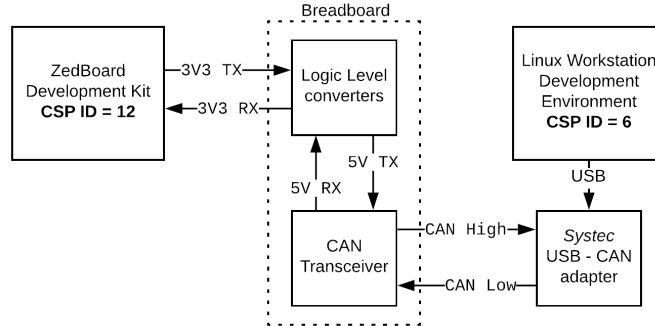 Breadboard
ZedBoard
Development Kit
CSP ID = 12
3V3 TX
3V3 RX
Logic Level
converters
Linux Workstation
Development
Environment
CSP ID = 6
5V TX
5V RX
USB
CAN
Transceiver
CAN High
CAN Low
Systec
USB - CAN
adapter